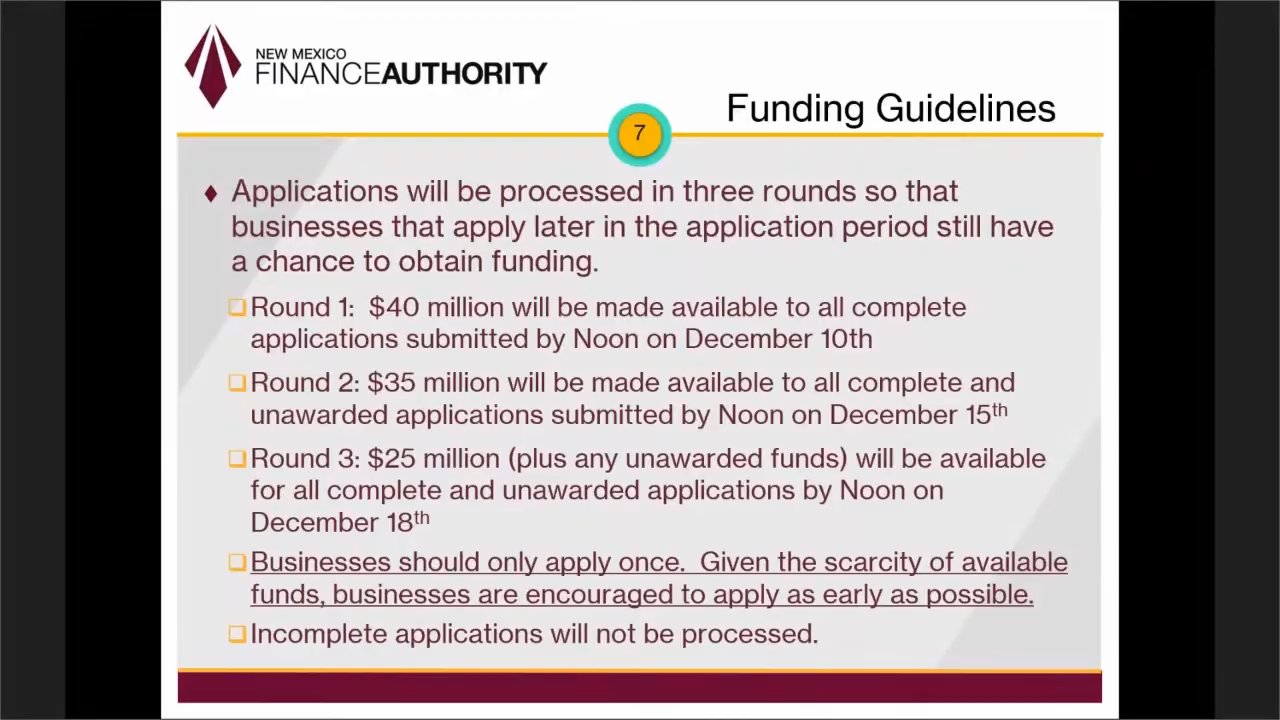 NEW MEXICO
FINANCEAUTHORITY
Funding Guidelines
7
Applications will be processed in three rounds so that
businesses that apply later in the application period still have
a chance to obtain funding.
Round 1:  $40 million will be made available to all complete
applications submitted by Noon on December 10th
Round 2: $35 million will be made available to all complete and
unawarded applications submitted by Noon on December 15th
Round 3: $25 million (plus any unawarded funds) will be available
for all complete and unawarded applications by Noon on
December 18th
Businesses should only apply once.  Given the scarcity of available
funds, businesses are encouraged to apply as early as possible.
Incomplete applications will not be processed.